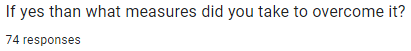 If yes than what measures did you take to overcome it?
74 responses